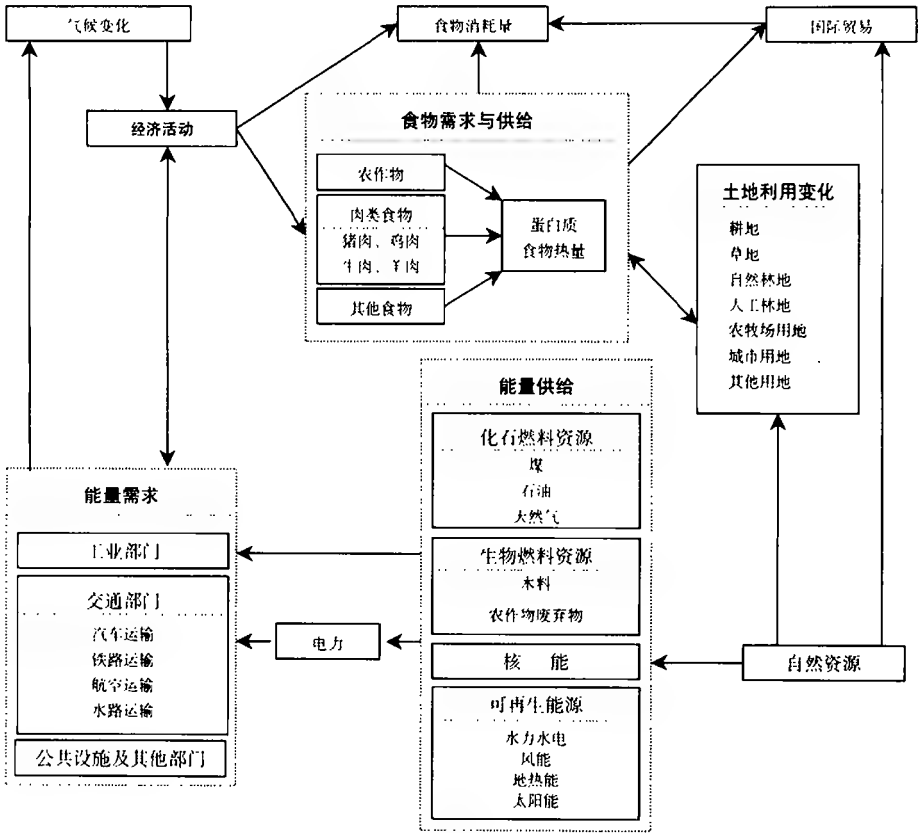 气候变化
食物消耗量
国际贸易
经济活动
食物需求与供给
农作物
肉类食物
猪肉、鸡肉
牛肉、羊肉
其他食物
蛋白质
食物热量
土地利用变化
耕地
草地
自然林地
人工林地
农牧场用地
城市用地
其他用地
能量供给
化石燃料资源
煤
石油
天然气
生物燃料资源
木料
农作物废弃物
核 能
可再生能源
水力水电
风能
地热能
太阳能
能量需求
工业部门
交通部门
汽车运输
铁路运输
航空运输
水路运输
公共设施及其他部门
电力
自然资源